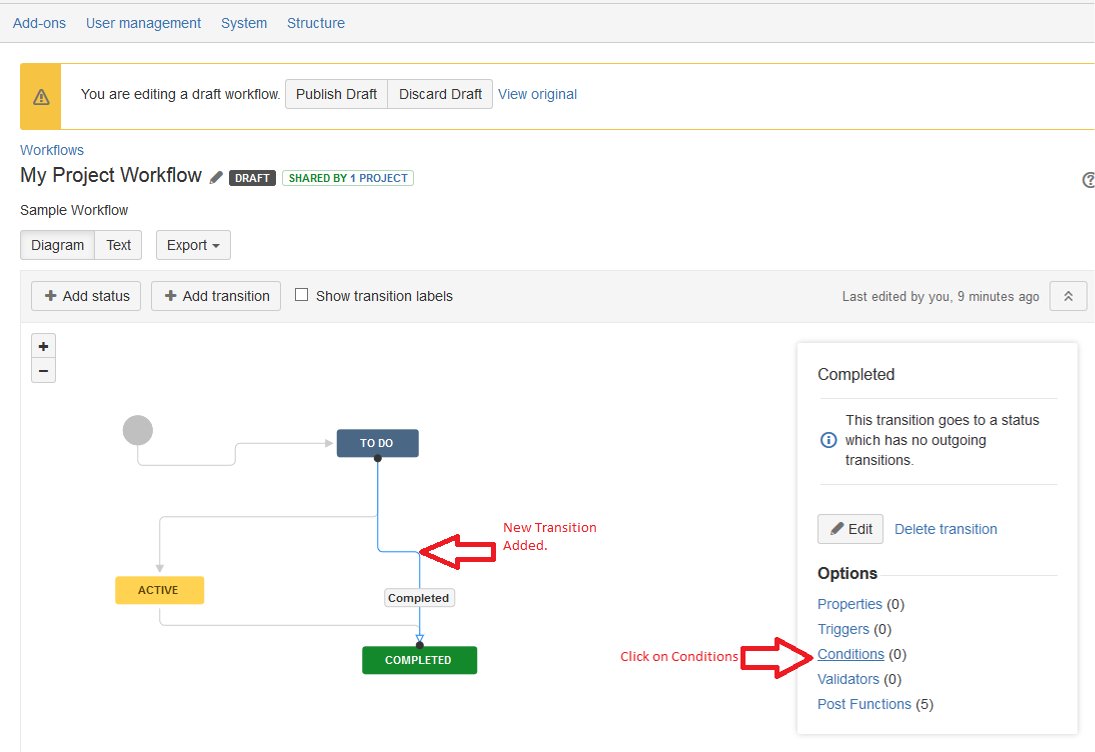 Add-ons User management System Structure
You are editing a draft workflow. Publish Draft Discard Draft View original
Workflows
My Project Workflow DRAFT SHARED BY 1 PROJECT
Sample Workflow
Diagram Text Export
Add status Add transition Show transition labels Last edited by you, 9 minutes ago
+
−
TO DO
New Transition
Added.
ACTIVE
Completed
COMPLETED
Click on Conditions
Completed
This transition goes to a status
which has no outgoing
transitions.
Edit Delete transition
Options
Properties (0)
Triggers (0)
Conditions (0)
Validators (0)
Post Functions (5)